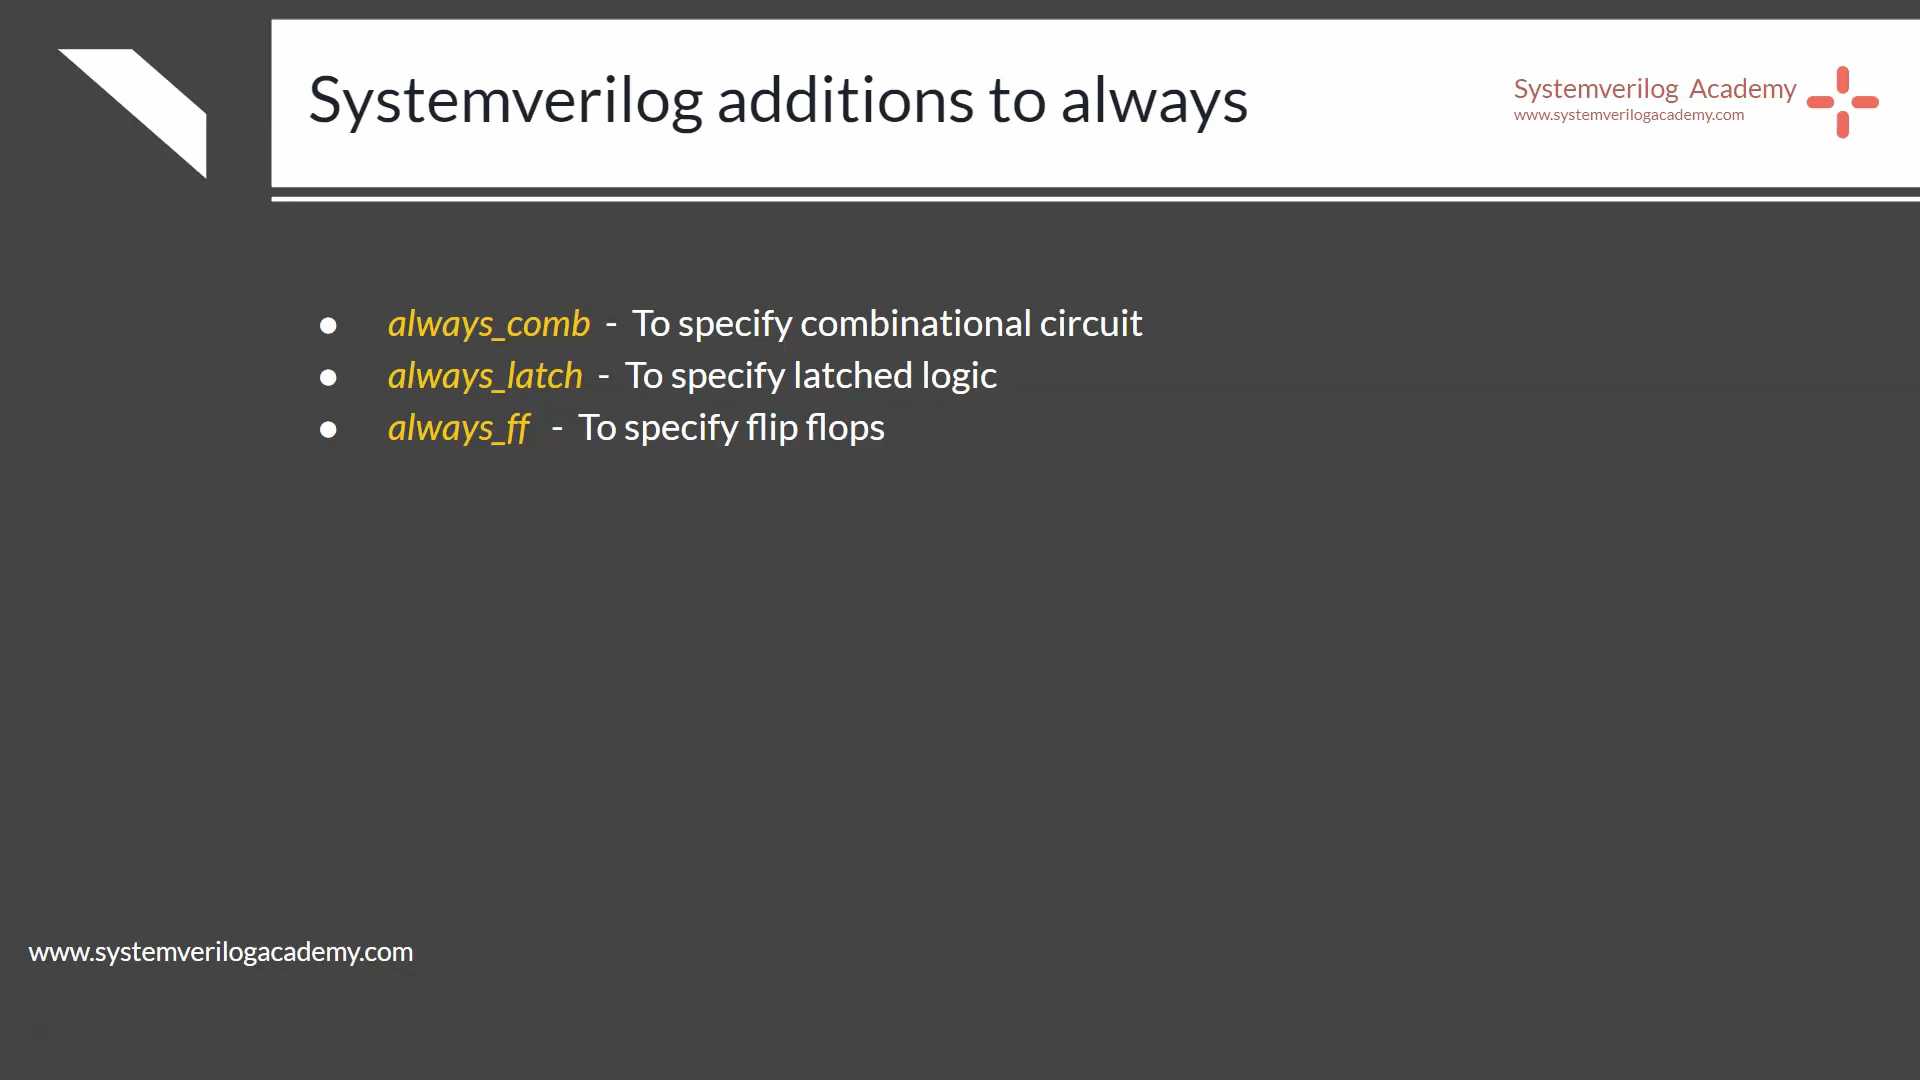 Systemverilog additions to always
Systemverilog Academy
www.systemverilogacademy.com
● always_comb - To specify combinational circuit
● always_latch - To specify latched logic
● always_ff - To specify flip flops
www.systemverilogacademy.com